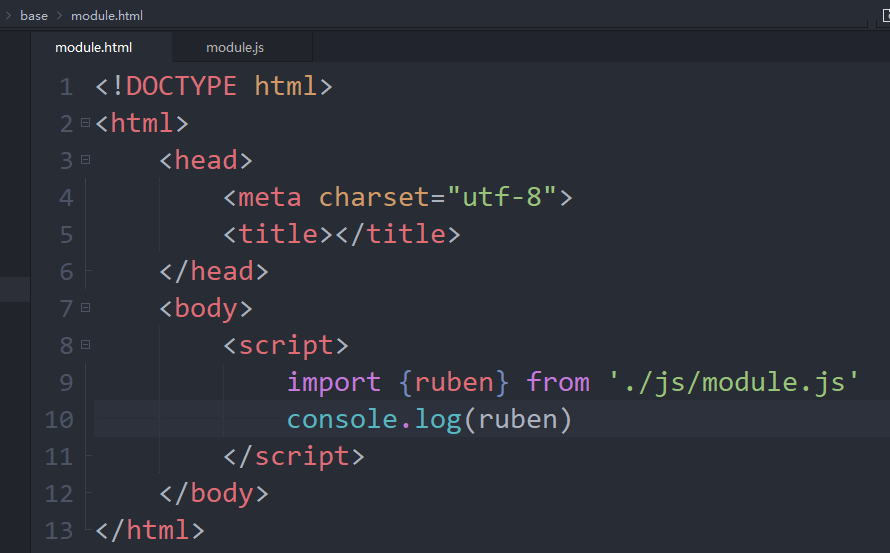 > base > module.html
module.html module.js
1 <!DOCTYPE html>
2 <html>
3 <head>
4 <meta charset="utf-8">
5 <title></title>
6 </head>
7 <body>
8 <script>
9 import {ruben} from './js/module.js'
10 console.log(ruben)
11 </script>
12 </body>
13 </html>